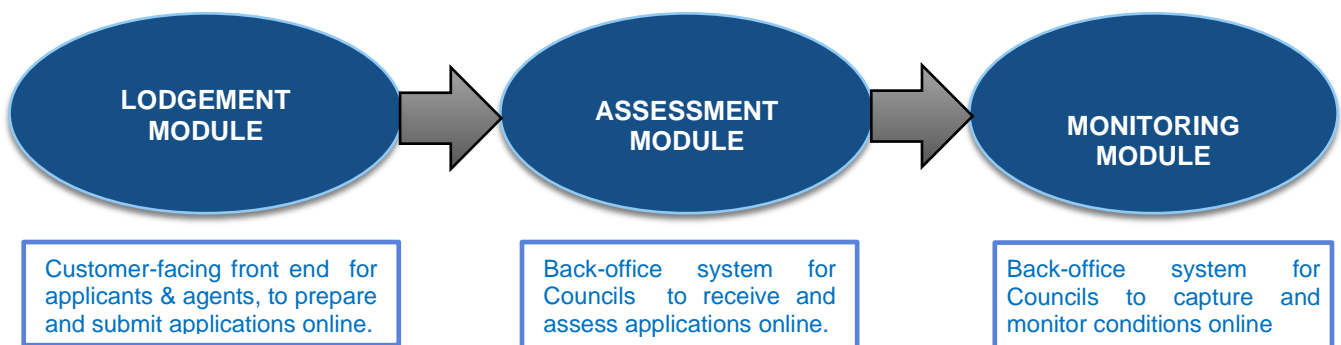 LODGEMENT
MODULE
ASSESSMENT
MODULE
MONITORING
MODULE
Customer-facing front end for
applicants & agents, to prepare
and submit applications online.
Back-office system for
Councils to receive and
assess applications online.
Back-office system for
Councils to capture and
monitor conditions online